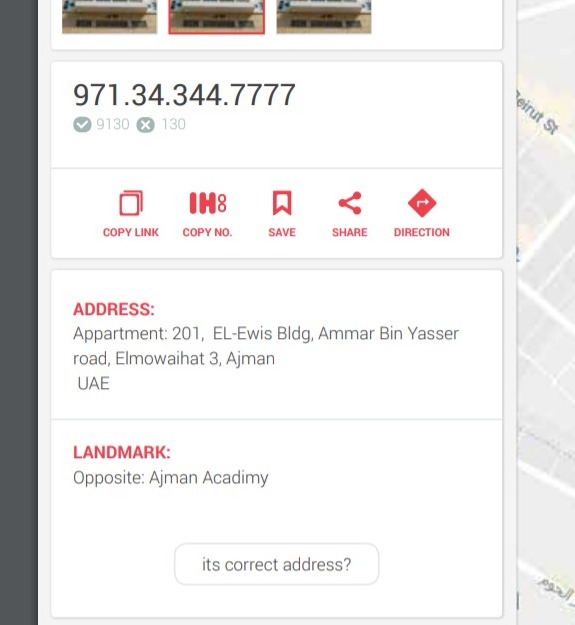 971.34.344.7777
9130 130
COPY LINK COPY NO. SAVE SHARE DIRECTION
ADDRESS:
Appartment: 201, EL-Ewis Bldg, Ammar Bin Yasser
road, Elmowaihat 3, Ajman
UAE
LANDMARK:
Opposite: Ajman Acadimy
its correct address?
St